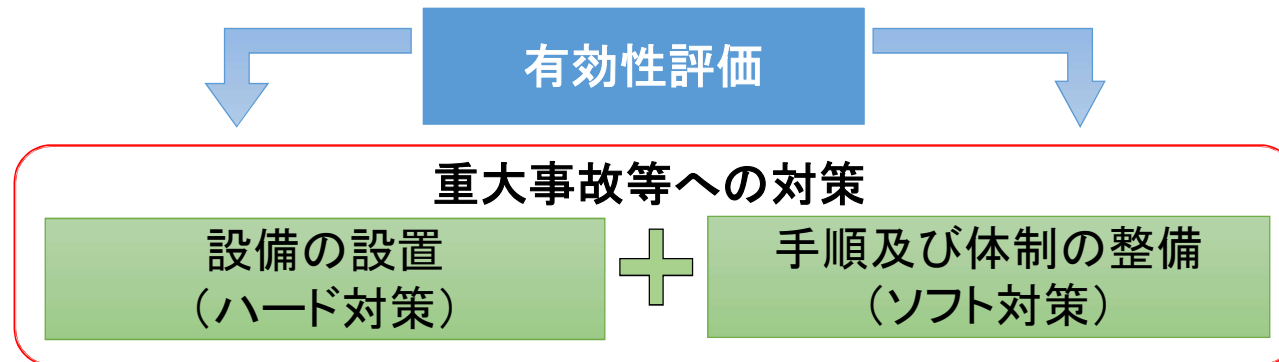 有効性評価
重大事故等への対策
設備の設置
（ハード対策）
手順及び体制の整備
（ソフト対策）